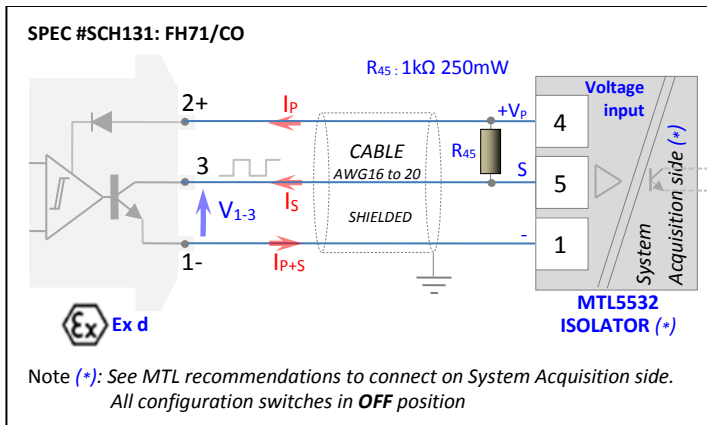 SPEC #SCH131: FH71/CO
R45 : 1kΩ 250mW
2+
IP
+VP
4
Voltage input
CABLE
AWG16 to 20
SHIELDED
R45
3
IS
S
5
V1-3
1-
IP+S
-
1
System Acquisition side (*)
Ex
Ex d
MTL5532
ISOLATOR (*)
Note (*): See MTL recommendations to connect on System Acquisition side.
All configuration switches in OFF position